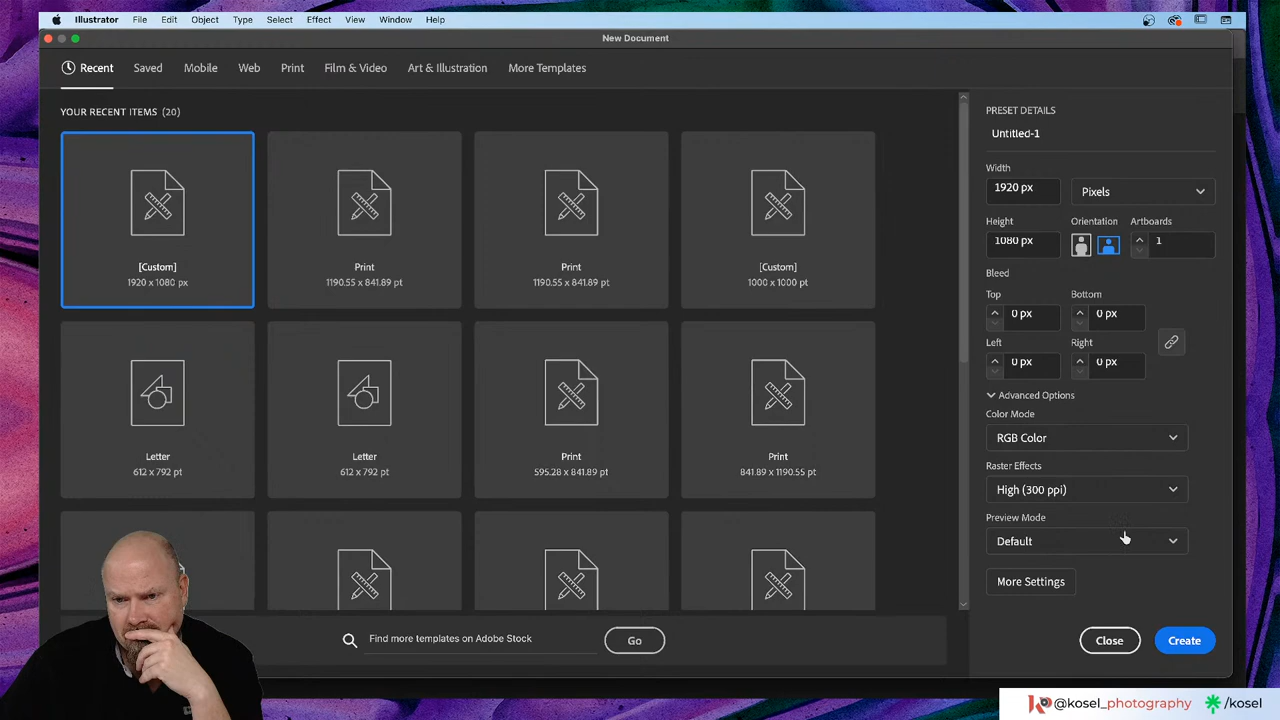 Illustrator File Edit Object Type Select Effect View Window Help
New Document
Recent Saved Mobile Web Print Film & Video Art & Illustration More Templates
YOUR RECENT ITEMS (20)
[Custom]
1920 x 1080 px
Print
1190.55 x 841.89 pt
Print
1190.55 x 841.89 pt
[Custom]
1000 x 1000 pt
Letter
612 x 792 pt
Letter
612 x 792 pt
Print
595.28 x 841.89 pt
Print
841.89 x 1190.55 pt
Find more templates on Adobe Stock
Go
PRESET DETAILS
Untitled-1
Width
1920 px
Pixels
Height Orientation Artboards
1080 px
1
Bleed
Top Bottom
0 px 0 px
Left Right
0 px 0 px
Advanced Options
Color Mode
RGB Color
Raster Effects
High (300 ppi)
Preview Mode
Default
More Settings
Close Create
@kosel_photography /kosel